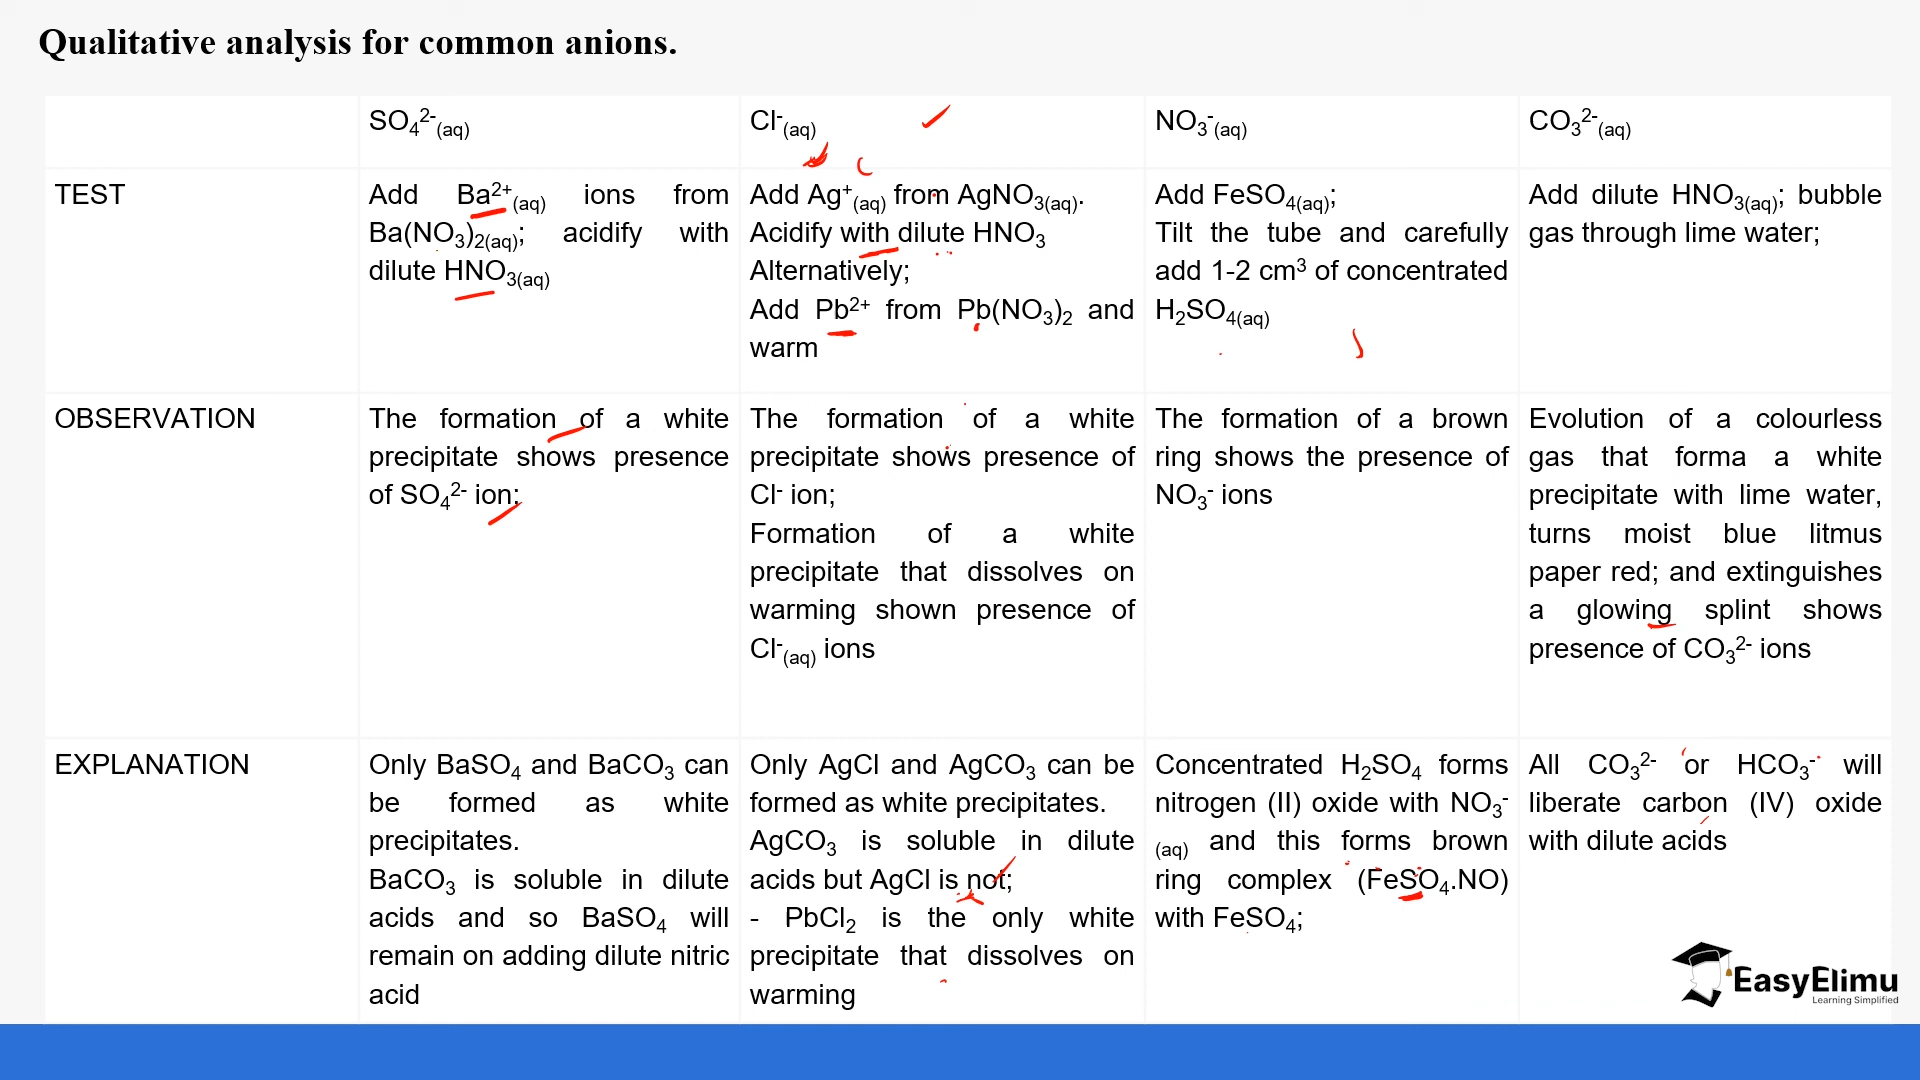 Qualitative analysis for common anions.
SO₄²⁻(aq)
Cl⁻(aq)
NO₃⁻(aq)
CO₃²⁻(aq)
TEST
Add Ba²⁺(aq) ions from
Ba(NO₃)₂(aq); acidify with
dilute HNO₃(aq)
Add Ag⁺(aq) from AgNO₃(aq).
Acidify with dilute HNO₃
Alternatively;
Add Pb²⁺ from Pb(NO₃)₂ and
warm
Add FeSO₄(aq);
Tilt the tube and carefully
add 1-2 cm³ of concentrated
H₂SO₄(aq)
Add dilute HNO₃(aq); bubble
gas through lime water;
OBSERVATION
The formation of a white
precipitate shows presence
of SO₄²⁻ ion;
The formation of a white
precipitate shows presence of
Cl⁻ ion;
Formation of a white
precipitate that dissolves on
warming shown presence of
Cl⁻(aq) ions
The formation of a brown
ring shows the presence of
NO₃⁻ ions
Evolution of a colourless
gas that forma a white
precipitate with lime water,
turns moist blue litmus
paper red; and extinguishes
a glowing splint shows
presence of CO₃²⁻ ions
EXPLANATION
Only BaSO₄ and BaCO₃ can
be formed as white
precipitates.
BaCO₃ is soluble in dilute
acids and so BaSO₄ will
remain on adding dilute nitric
acid
Only AgCl and AgCO₃ can be
formed as white precipitates.
AgCO₃ is soluble in dilute
acids but AgCl is not;
- PbCl₂ is the only white
precipitate that dissolves on
warming
Concentrated H₂SO₄ forms
nitrogen (II) oxide with NO₃⁻
(aq) and this forms brown
ring complex (FeSO₄.NO)
with FeSO₄;
All CO₃²⁻ or HCO₃⁻ will
liberate carbon (IV) oxide
with dilute acids
EasyElimu
Learning Simplified